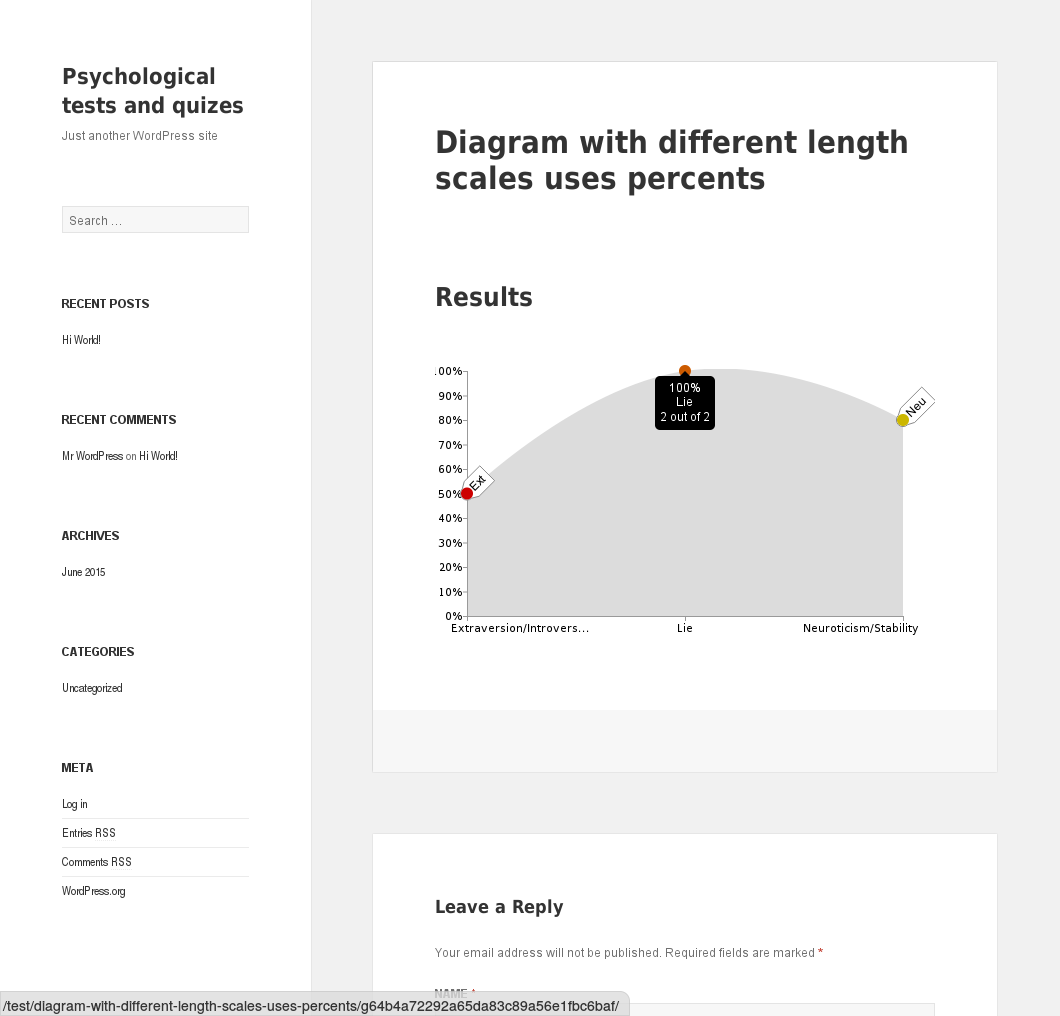 Psychological
tests and quizes
Just another WordPress site
Search …
RECENT POSTS
Hi World!
RECENT COMMENTS
Mr WordPress on Hi World!
ARCHIVES
June 2015
CATEGORIES
Uncategorized
META
Log in
Entries RSS
Comments RSS
WordPress.org
Diagram with different length
scales uses percents
Results
100%
90%
80%
70%
60%
50%
40%
30%
20%
10%
0%
Ext
100%
Lie
2 out of 2
Neu
Extraversion/Introvers...
Lie
Neuroticism/Stability
Leave a Reply
Your email address will not be published. Required fields are marked *
NAME *
/test/diagram-with-different-length-scales-uses-percents/g64b4a72292a65da83c89a56e1fbc6baf/